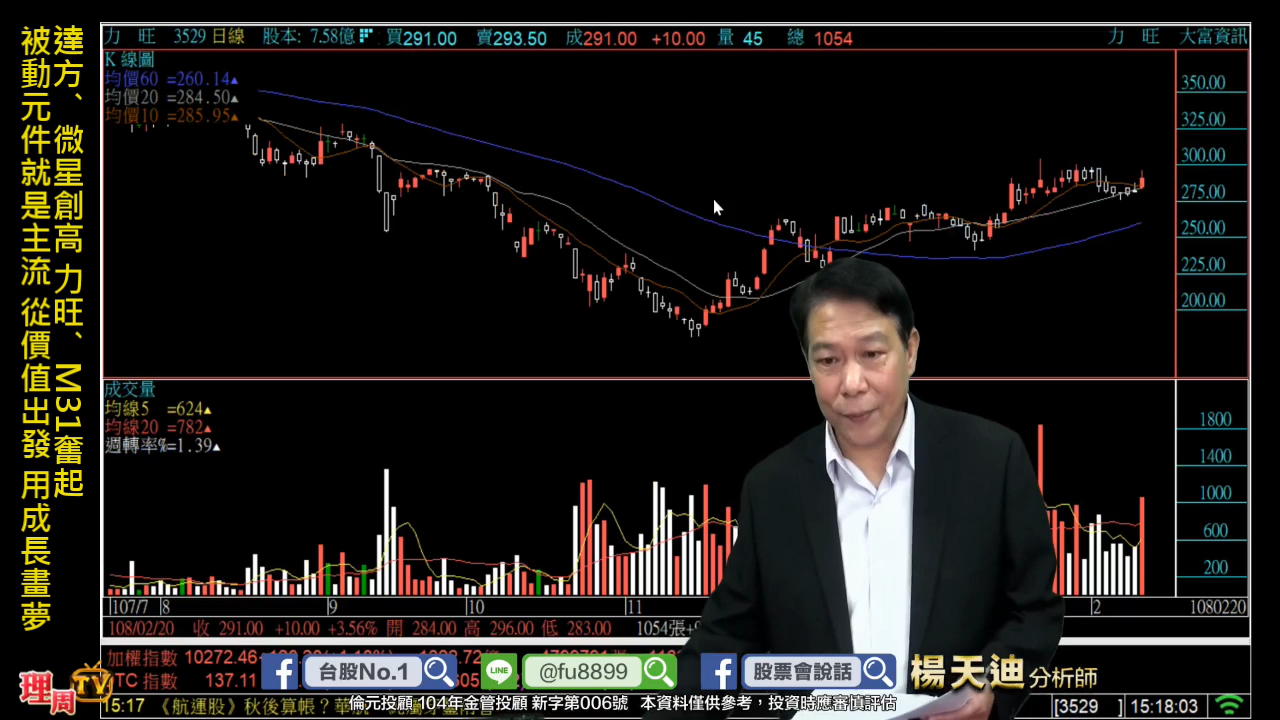 達方、微星創高 力旺、M31奮起
被動元件就是主流 從價值出發 用成長畫夢
力 旺 3529 日線 股本: 7.58億 買291.00 賣293.50 成291.00 +10.00 量 45 總 1054 力 旺 大富資訊
K 線圖
均價60 =260.14▲
均價20 =284.50▲
均價10 =285.95▲
350.00
325.00
300.00
275.00
250.00
225.00
200.00
成交量
均線5 =624▲
均線20 =782▲
週轉率%=1.39▲
1800
1400
1000
600
200
107/7 8 9 10 11 2 1080220
108/02/20 收 291.00 +10.00 +3.56% 開 284.00 高 296.00 低 283.00 1054張
加權指數 10272.46
OTC 指數 137.11
台股No.1 LINE @fu8899 股票會說話
楊天迪 分析師
理周TV
15:17 《航運股》秋後算帳？華航
倫元投顧 104年金管投顧 新字第006號 本資料僅供參考，投資時應審慎評估
[3529 ] 15:18:03